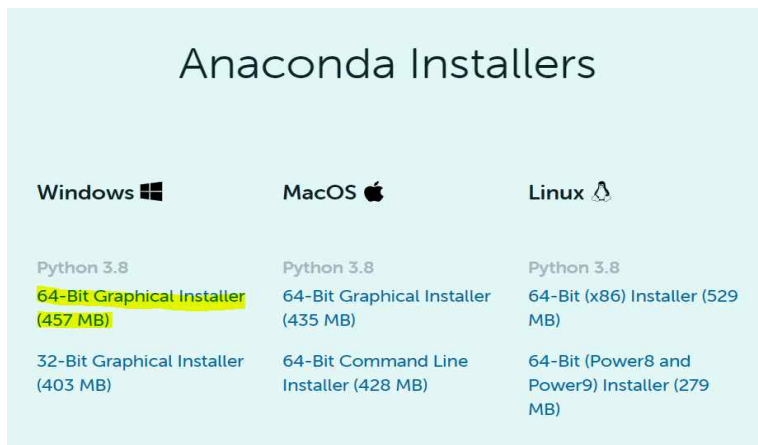 Anaconda Installers
Windows
Python 3.8
64-Bit Graphical Installer
(457 MB)
32-Bit Graphical Installer
(403 MB)
MacOS
Python 3.8
64-Bit Graphical Installer
(435 MB)
64-Bit Command Line
Installer (428 MB)
Linux
Python 3.8
64-Bit (x86) Installer (529
MB)
64-Bit (Power8 and
Power9) Installer (279
MB)